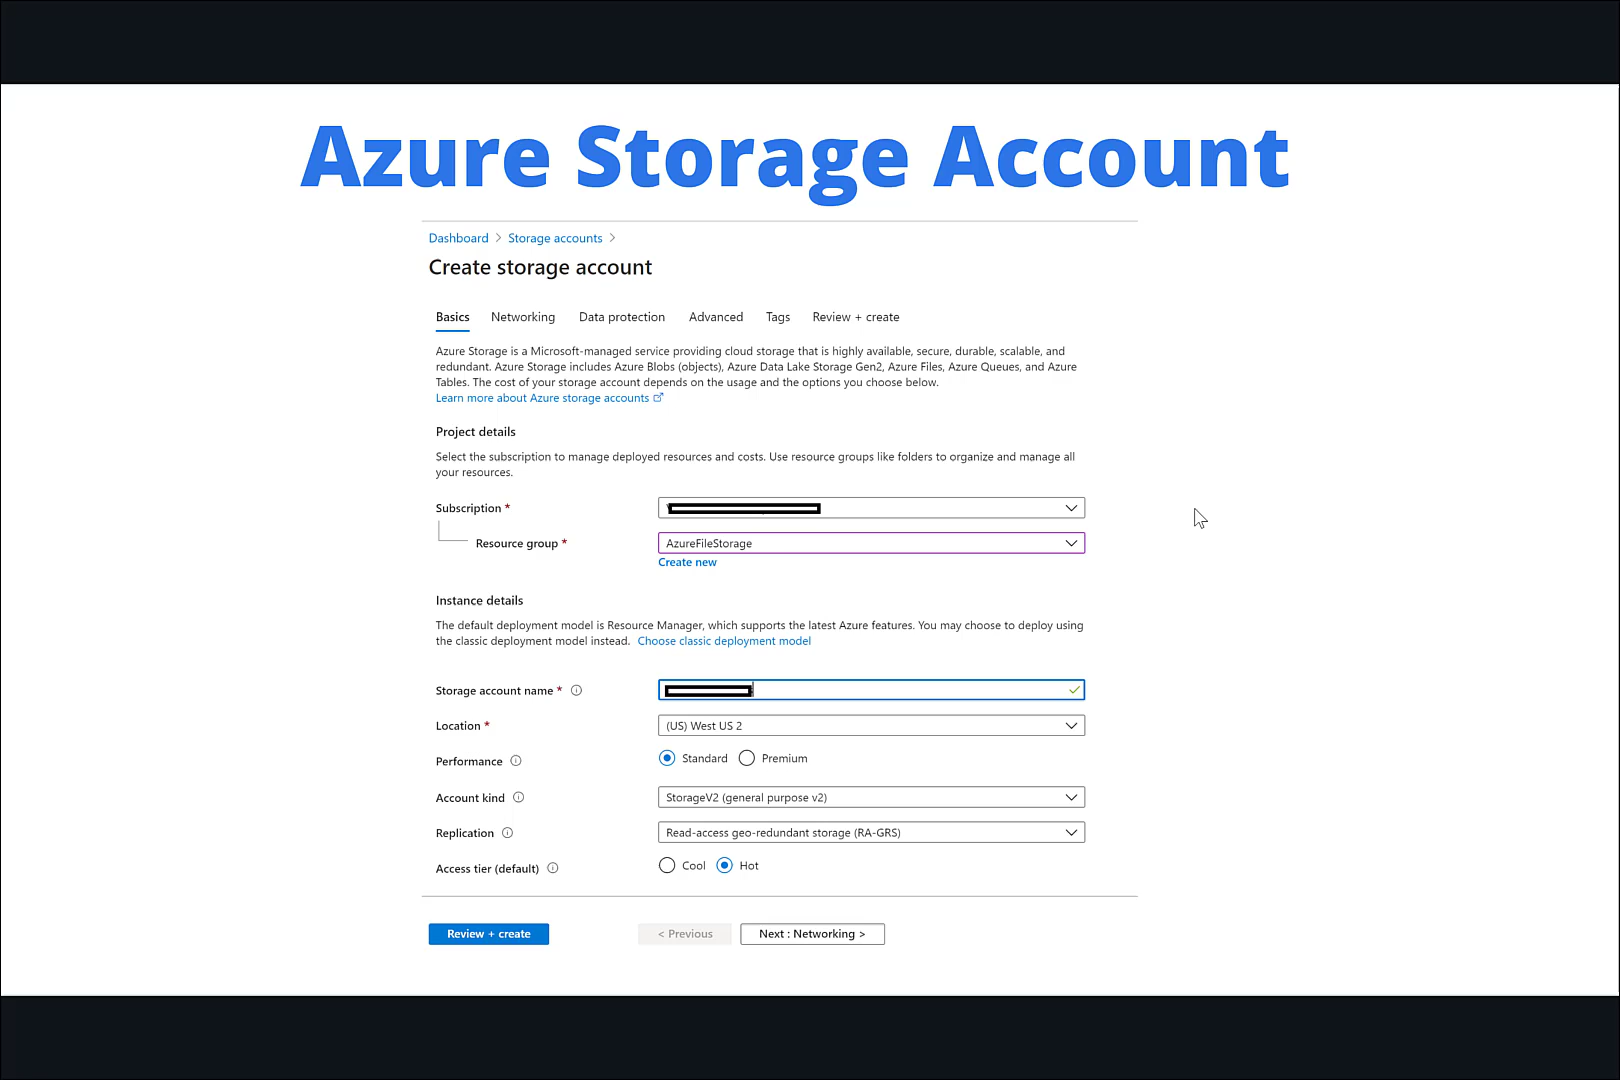 Azure Storage Account
Dashboard > Storage accounts >
Create storage account
Basics Networking Data protection Advanced Tags Review + create
Azure Storage is a Microsoft-managed service providing cloud storage that is highly available, secure, durable, scalable, and
redundant. Azure Storage includes Azure Blobs (objects), Azure Data Lake Storage Gen2, Azure Files, Azure Queues, and Azure
Tables. The cost of your storage account depends on the usage and the options you choose below.
Learn more about Azure storage accounts
Project details
Select the subscription to manage deployed resources and costs. Use resource groups like folders to organize and manage all
your resources.
Subscription *
Resource group * AzureFileStorage
Create new
Instance details
The default deployment model is Resource Manager, which supports the latest Azure features. You may choose to deploy using
the classic deployment model instead. Choose classic deployment model
Storage account name *
Location * (US) West US 2
Performance Standard Premium
Account kind StorageV2 (general purpose v2)
Replication Read-access geo-redundant storage (RA-GRS)
Access tier (default) Cool Hot
Review + create < Previous Next : Networking >